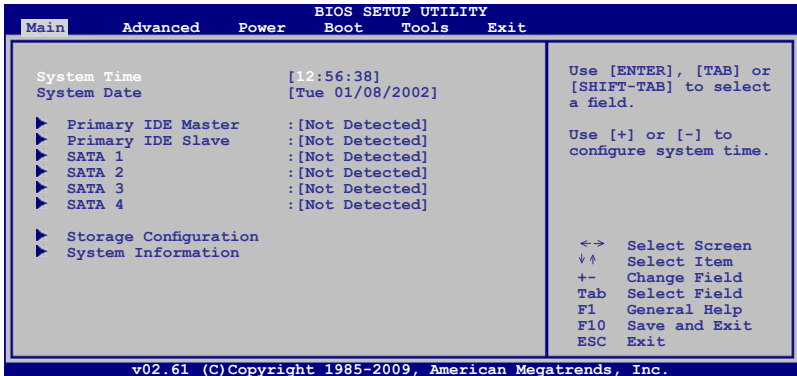 BIOS SETUP UTILITY
Main Advanced Power Boot Tools Exit
System Time [12:56:38]
System Date [Tue 01/08/2002]
Primary IDE Master :[Not Detected]
Primary IDE Slave :[Not Detected]
SATA 1 :[Not Detected]
SATA 2 :[Not Detected]
SATA 3 :[Not Detected]
SATA 4 :[Not Detected]
Storage Configuration
System Information
Use [ENTER], [TAB] or
[SHIFT-TAB] to select
a field.
Use [+] or [-] to
configure system time.
←→ Select Screen
↓↑ Select Item
+- Change Field
Tab Select Field
F1 General Help
F10 Save and Exit
ESC Exit
v02.61 (C)Copyright 1985-2009, American Megatrends, Inc.